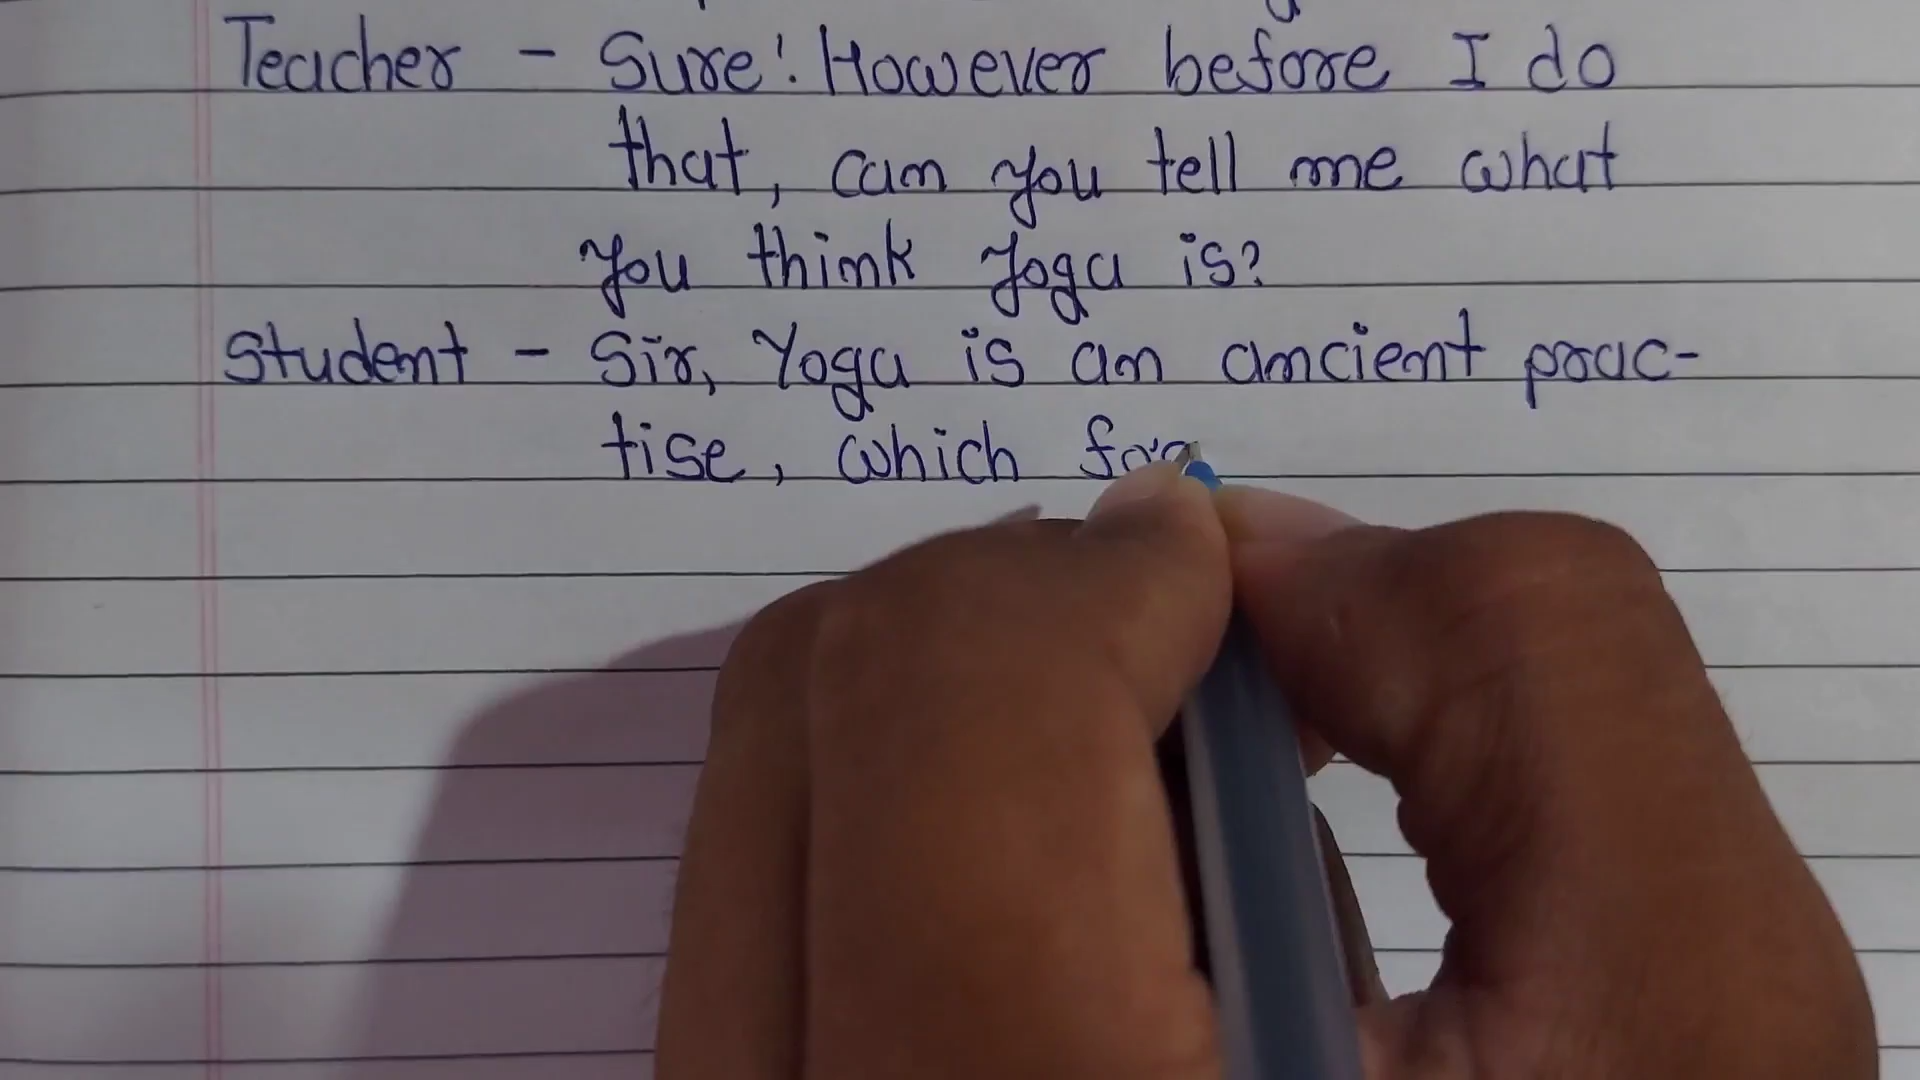 Teacher - Sure! However before I do
that, can you tell me what
you think Yoga is?
Student - Sir, Yoga is an ancient prac-
tise, which